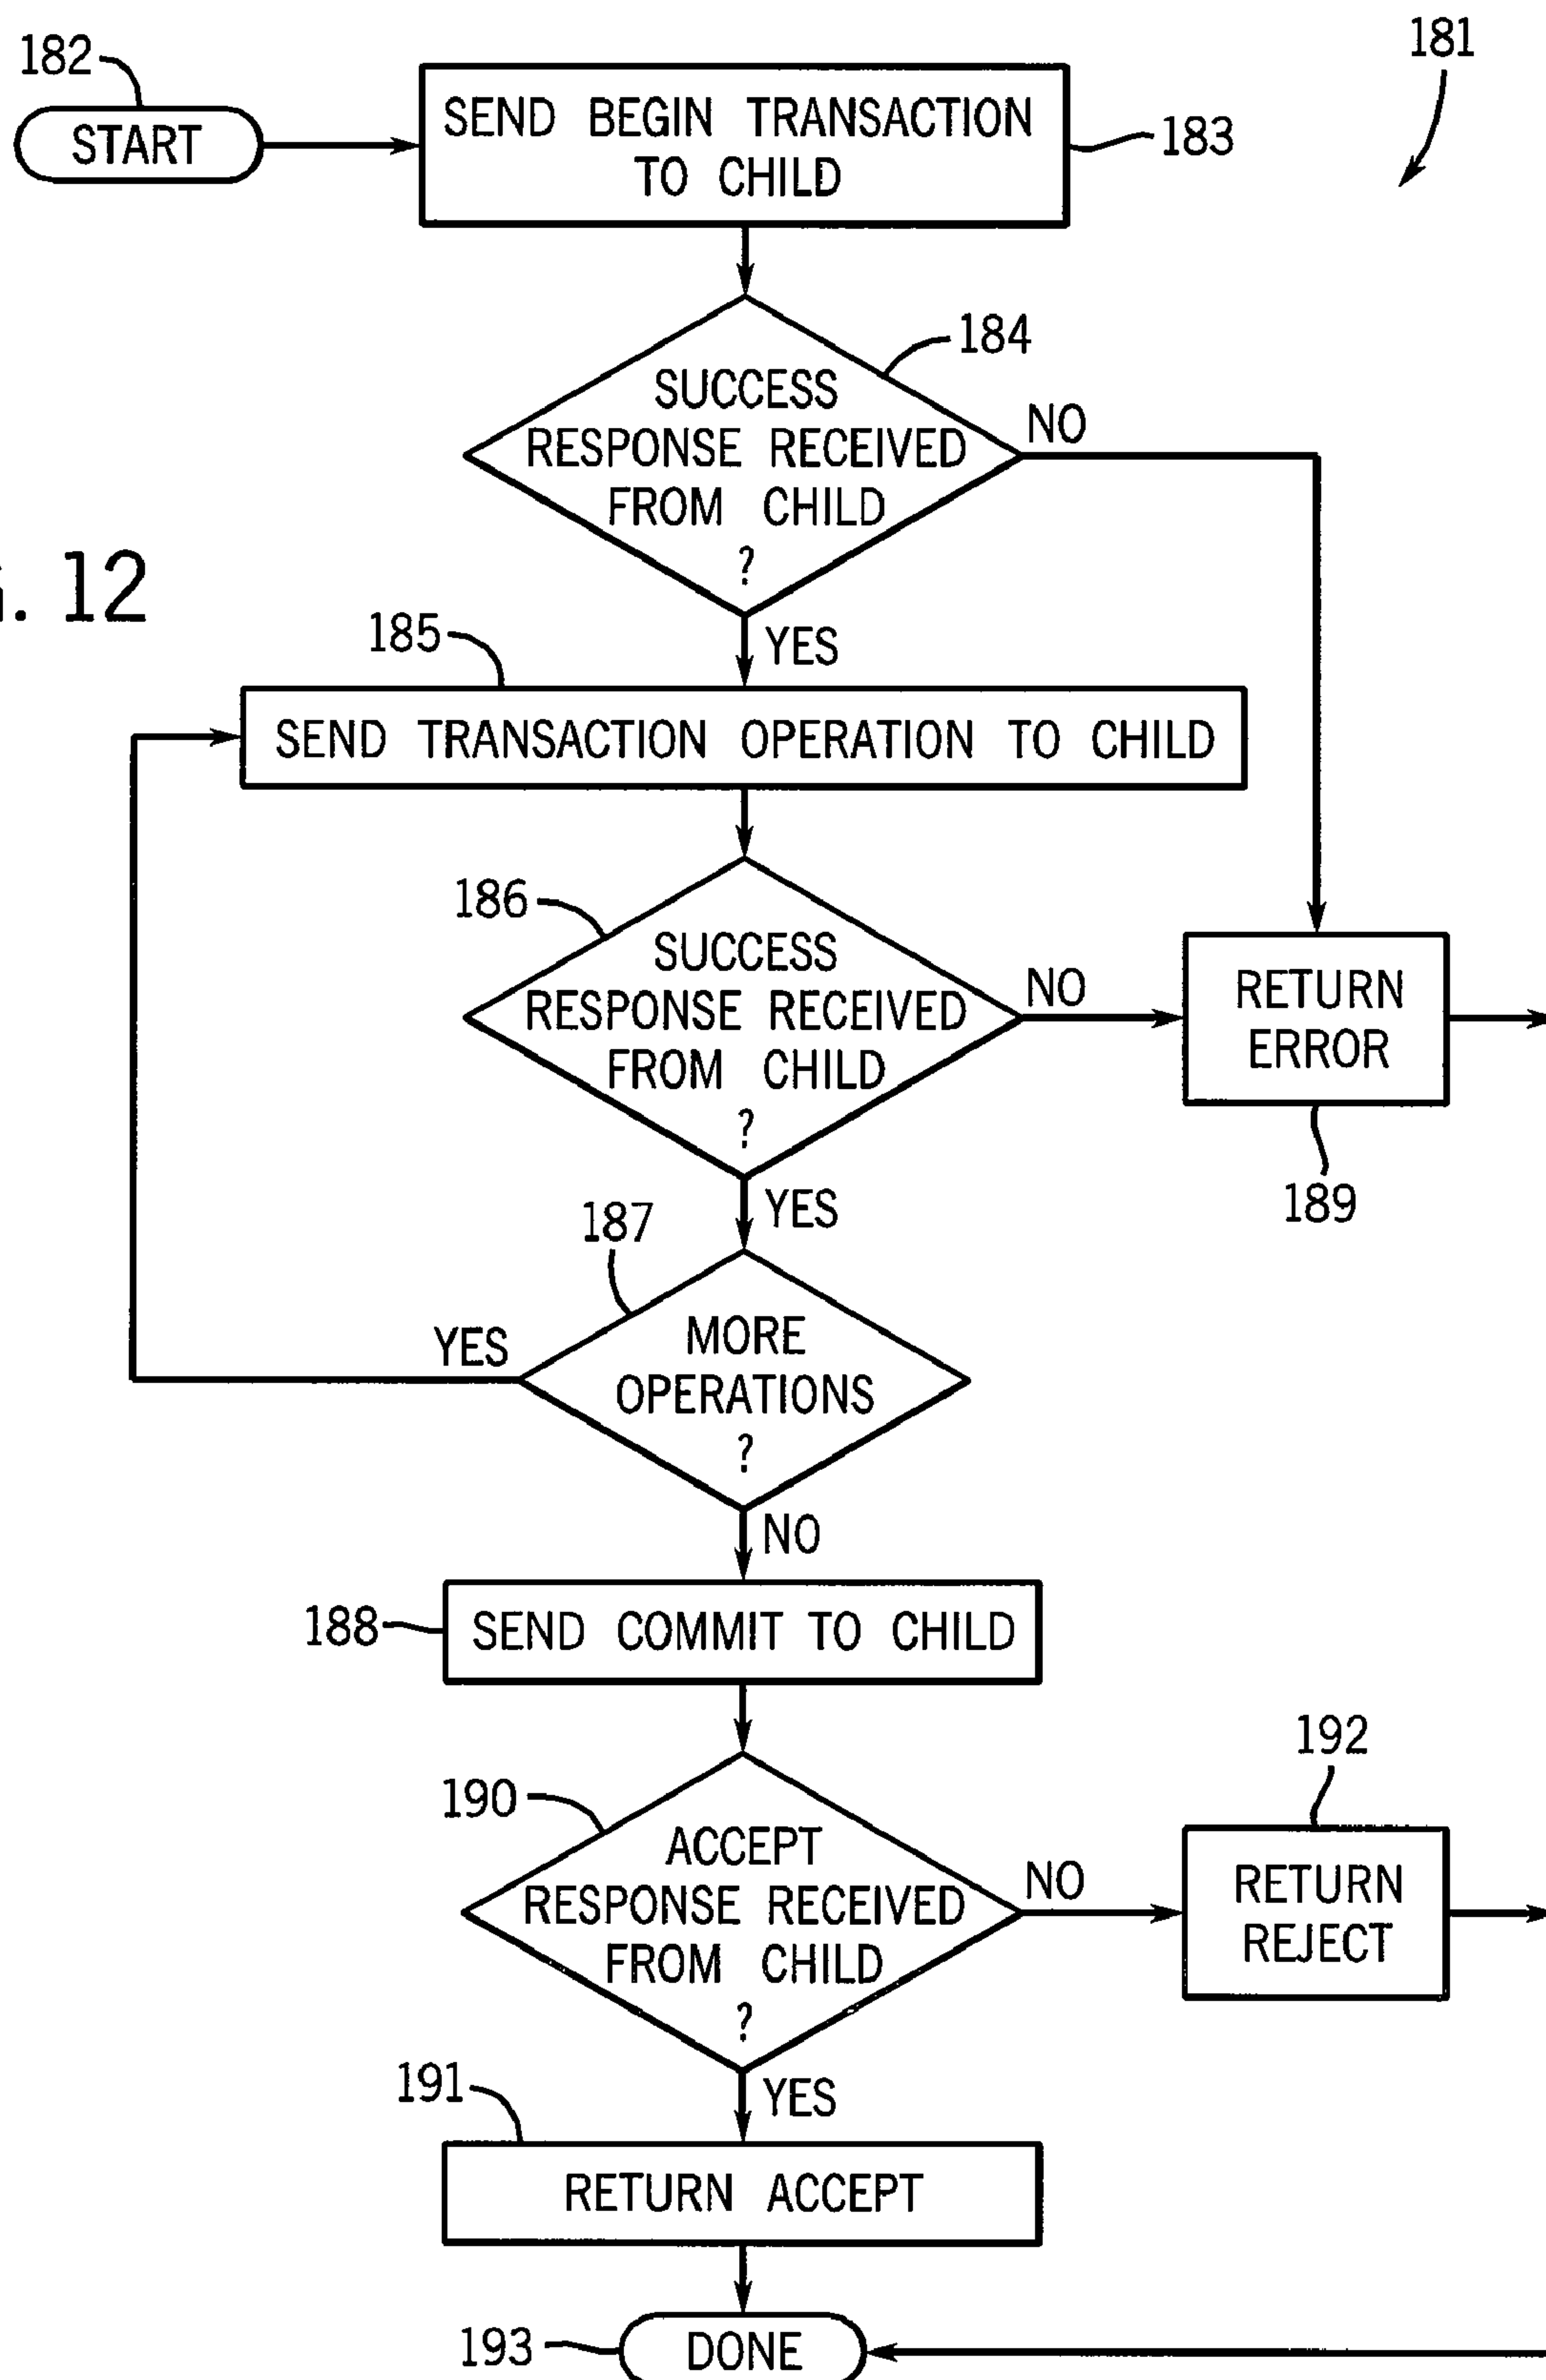 182
181
START
SEND BEGIN TRANSACTION
TO CHILD
183
184
SUCCESS
RESPONSE RECEIVED
FROM CHILD
?
NO
. 12
YES
185
SEND TRANSACTION OPERATION TO CHILD
186
SUCCESS
RESPONSE RECEIVED
FROM CHILD
?
NO
RETURN
ERROR
189
YES
187
MORE
OPERATIONS
?
YES
NO
188
SEND COMMIT TO CHILD
192
190
ACCEPT
RESPONSE RECEIVED
FROM CHILD
?
NO
RETURN
REJECT
YES
191
RETURN ACCEPT
193
DONE